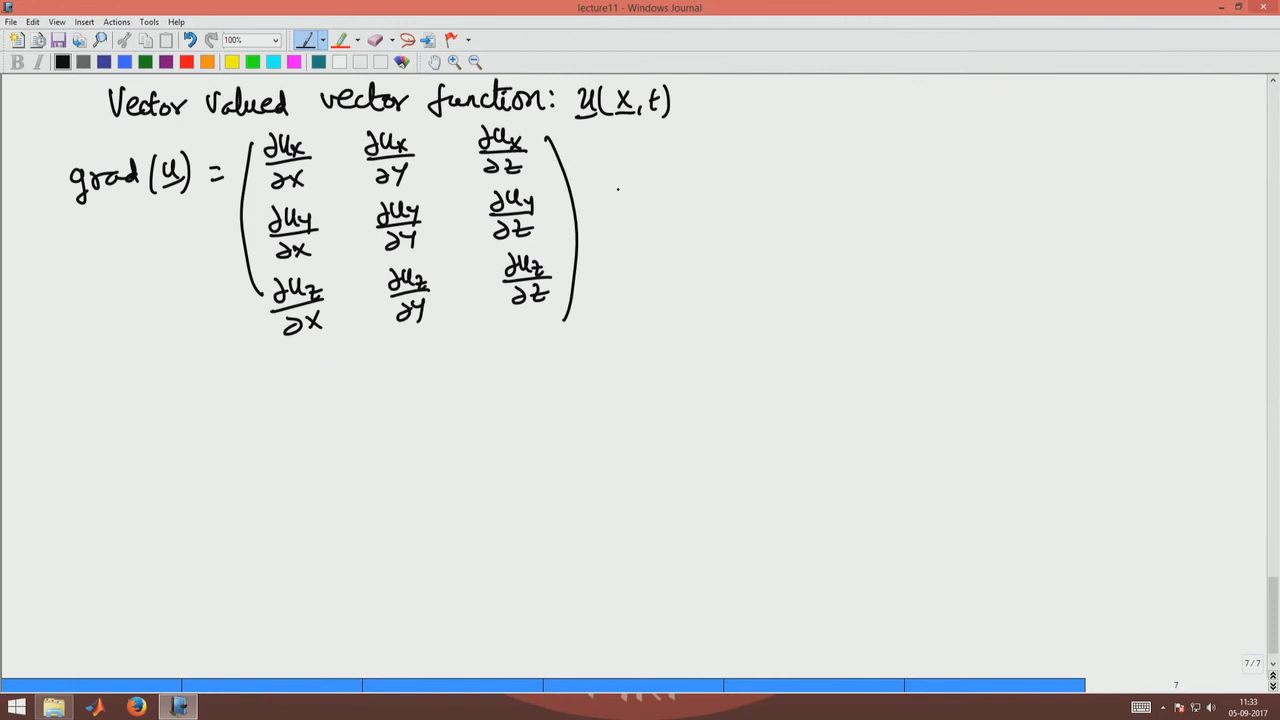 lecture11 - Windows Journal
File Edit View Insert Actions Tools Help
100%
B I
Vector valued vector function: u(x,t)
grad(u) = ( ∂ux/∂x ∂ux/∂y ∂ux/∂z
∂uy/∂x ∂uy/∂y ∂uy/∂z
∂uz/∂x ∂uz/∂y ∂uz/∂z )
7/7
7
11:33
05-09-2017